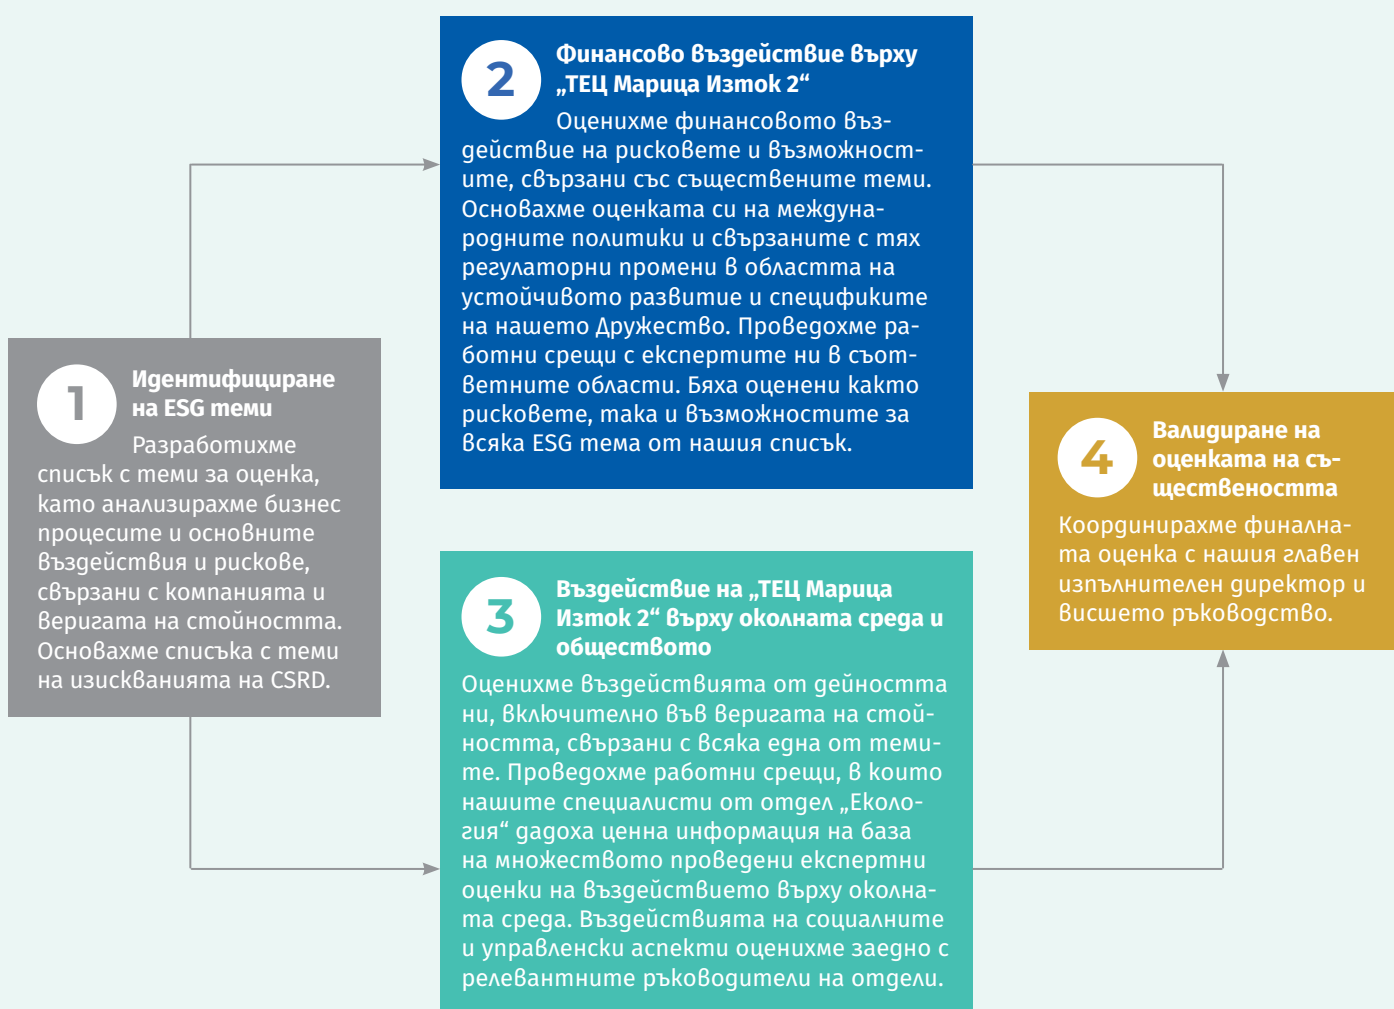 1
Идентифициране
на ESG теми
Разработихме
списък с теми за оценка,
като анализирахме бизнес
процесите и основните
въздействия и рискове,
свързани с компанията и
веригата на стойността.
Основахме списъка с теми
на изискванията на CSRD.
2
Финансово въздействие върху
„ТЕЦ Марица Изток 2“
Оценихме финансовото въз-
действие на рисковете и възможност-
ите, свързани със съществените теми.
Основахме оценката си на междуна-
родните политики и свързаните с тях
регулаторни промени в областта на
устойчивото развитие и спецификите
на нашето Дружество. Проведохме ра-
ботни срещи с експертите ни в съот-
ветните области. Бяха оценени както
рисковете, така и възможностите за
всяка ESG тема от нашия списък.
3
Въздействие на „ТЕЦ Марица
Изток 2“ върху околната среда и
обществото
Оценихме въздействията от дейността
ни, включително във веригата на стой-
ността, свързани с всяка една от теми-
те. Проведохме работни срещи, в които
нашите специалисти от отдел „Еколо-
гия“ дадоха ценна информация на база
на множеството проведени експертни
оценки на въздействието върху околна-
та среда. Въздействията на социалните
и управленски аспекти оценихме заедно с
релевантните ръководители на отдели.
4
Валидиране на
оценката на съ-
ществеността
Координирахме финална-
та оценка с нашия главен
изпълнителен директор и
висшето ръководство.